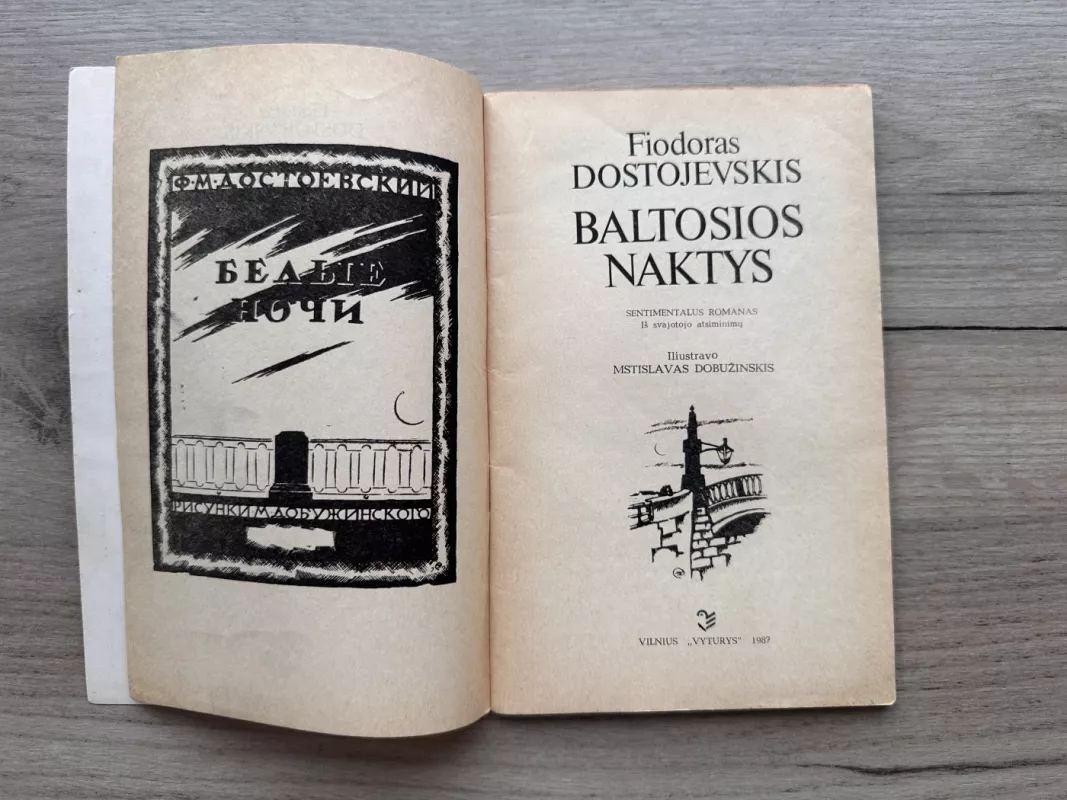 Ф·М·ДОСТОЕВСКИЙ
БЕЛЫЕ
НОЧИ
РИСУНКИ М.ДОБУЖИНСКОГО
Fiodoras
DOSTOJEVSKIS
BALTOSIOS
NAKTYS
SENTIMENTALUS ROMANAS
Iš svajotojo atsiminimų
Iliustravo
MSTISLAVAS DOBUŽINSKIS
VILNIUS „VYTURYS" 1987